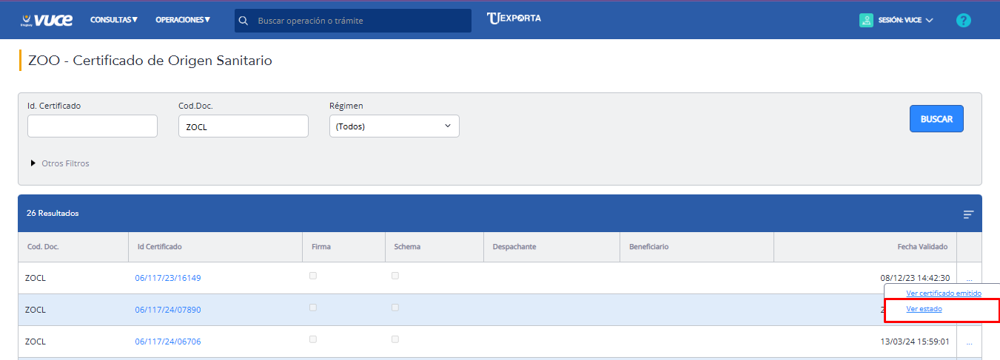 Uruguay VUCE CONSULTAS▼ OPERACIONES▼ Buscar operación o trámite TU EXPORTA SESIÓN: VUCE ?
ZOO - Certificado de Origen Sanitario
Id. Certificado Cod.Doc. Régimen
ZOCL (Todos) BUSCAR
Otros Filtros
26 Resultados
Cod. Doc. Id Certificado Firma Schema Despachante Beneficiario Fecha Validado
ZOCL 06/117/23/16149 08/12/23 14:42:30 ...
Ver certificado emitido
ZOCL 06/117/24/07890 2 Ver estado
ZOCL 06/117/24/06706 13/03/24 15:59:01 ...